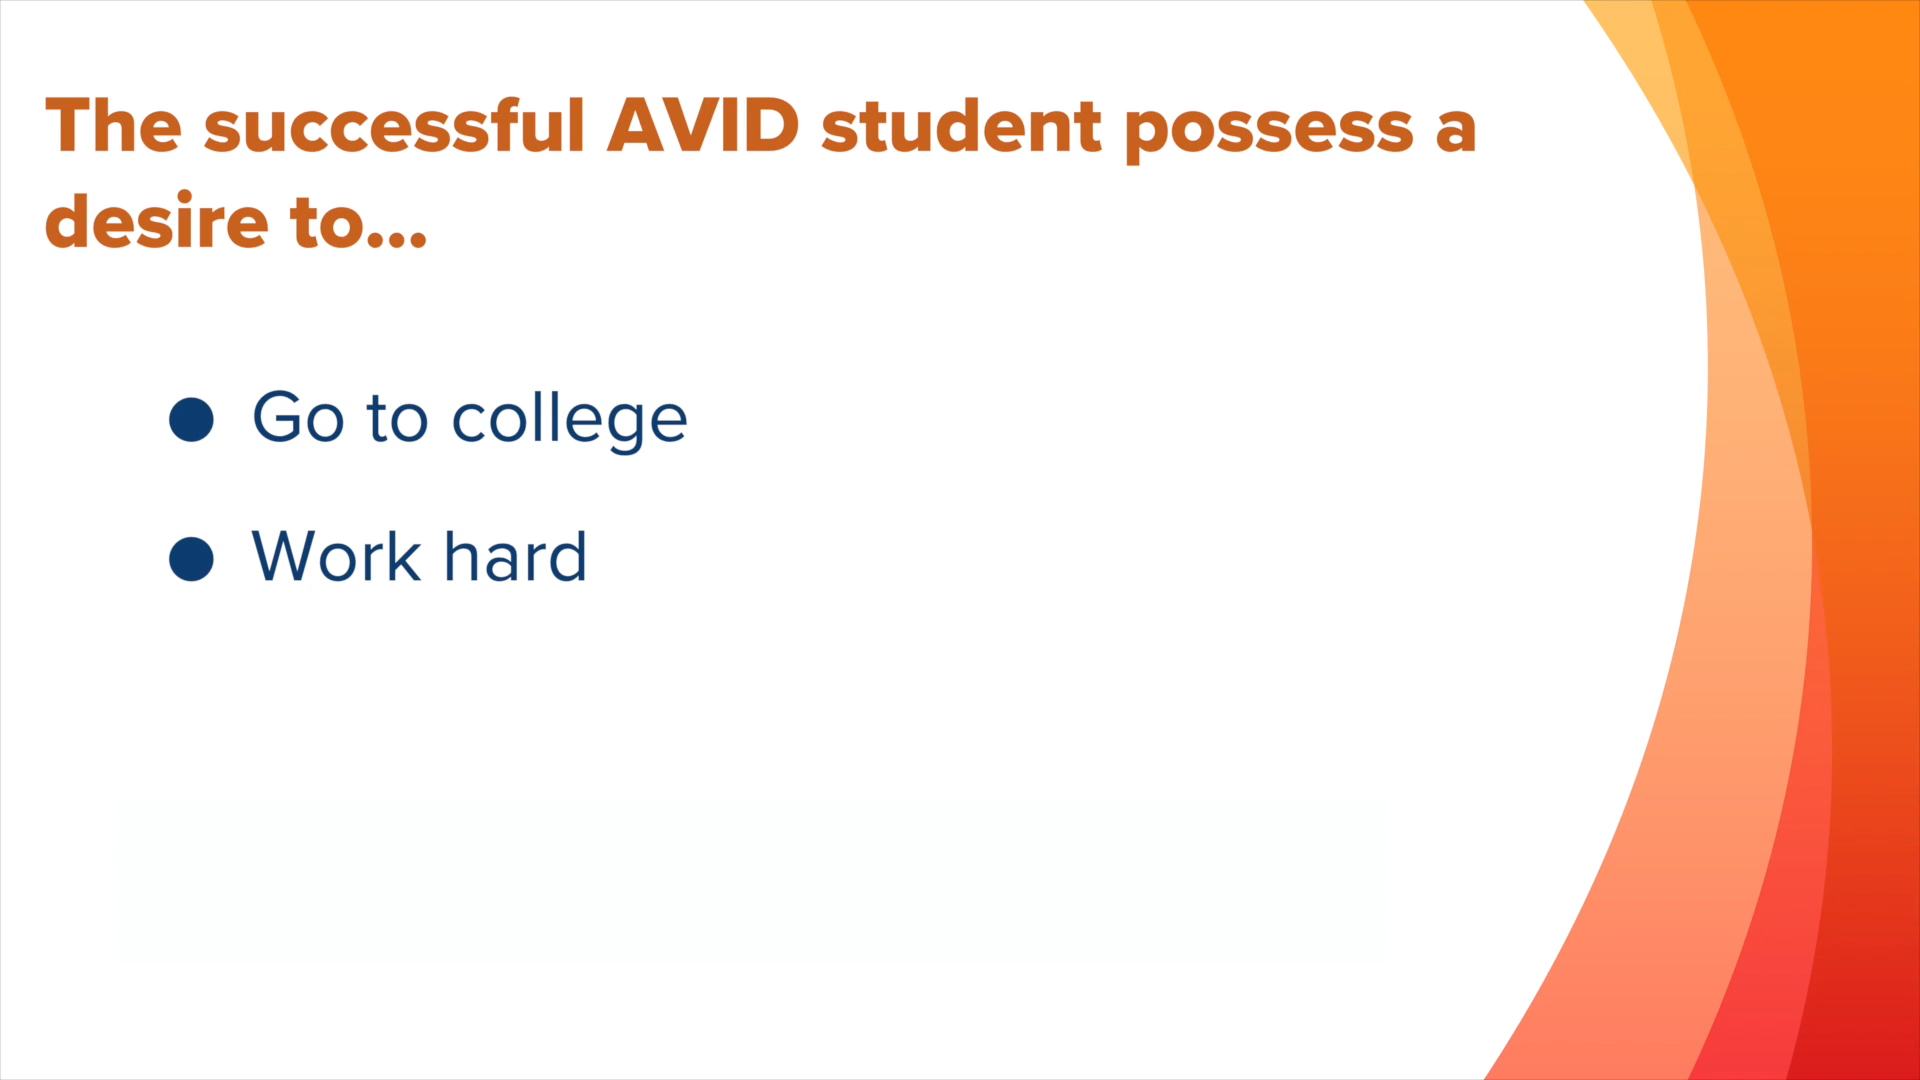 The successful AVID student possess a
desire to...
● Go to college
● Work hard